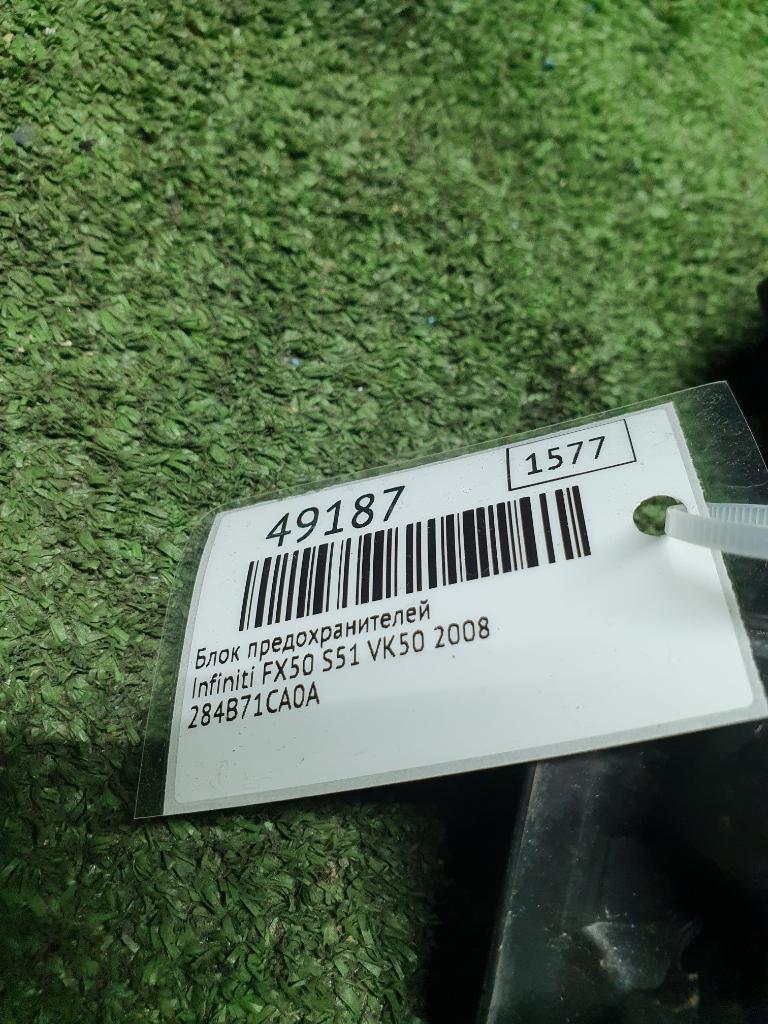 1577
49187
Блок предохранителей
Infiniti FX50 S51 VK50 2008
284B71CA0A